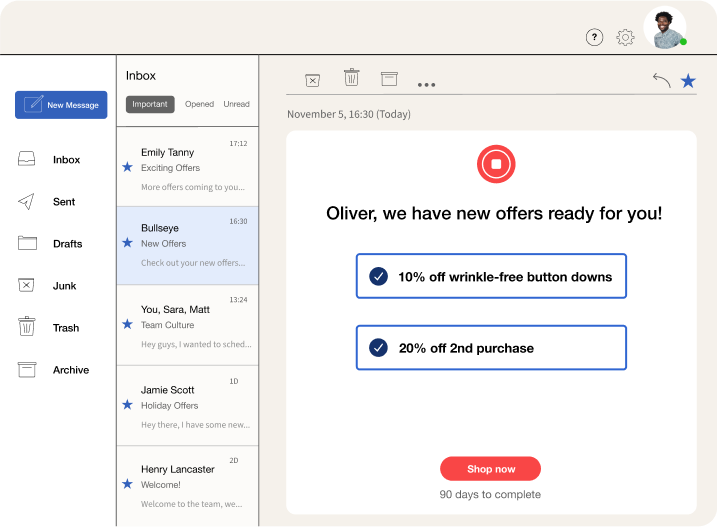 ?
New Message
Inbox
Sent
Drafts
Junk
Trash
Archive
Inbox
Important Opened Unread
17:12
Emily Tanny
Exciting Offers
More offers coming to you...
16:30
Bullseye
New Offers
Check out your new offers...
13:24
You, Sara, Matt
Team Culture
Hey guys, I wanted to sched...
1D
Jamie Scott
Holiday Offers
Hey there, I have some new...
2D
Henry Lancaster
Welcome!
Welcome to the team, we...
November 5, 16:30 (Today)
Oliver, we have new offers ready for you!
10% off wrinkle-free button downs
20% off 2nd purchase
Shop now
90 days to complete